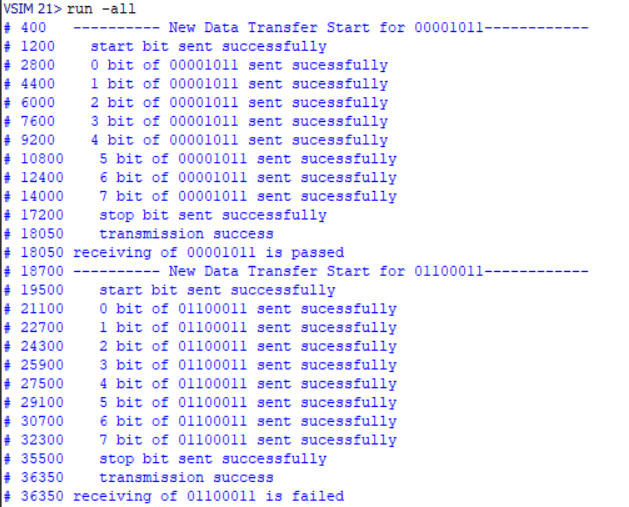 VSIM 21> run -all
# 400 ---------- New Data Transfer Start for 00001011------------
# 1200 start bit sent sucessfully
# 2800 0 bit of 00001011 sent sucessfully
# 4400 1 bit of 00001011 sent sucessfully
# 6000 2 bit of 00001011 sent sucessfully
# 7600 3 bit of 00001011 sent sucessfully
# 9200 4 bit of 00001011 sent sucessfully
# 10800 5 bit of 00001011 sent sucessfully
# 12400 6 bit of 00001011 sent sucessfully
# 14000 7 bit of 00001011 sent sucessfully
# 17200 stop bit sent sucessfully
# 18050 transmission success
# 18050 receiving of 00001011 is passed
# 18700 ---------- New Data Transfer Start for 01100011------------
# 19500 start bit sent sucessfully
# 21100 0 bit of 01100011 sent sucessfully
# 22700 1 bit of 01100011 sent sucessfully
# 24300 2 bit of 01100011 sent sucessfully
# 25900 3 bit of 01100011 sent sucessfully
# 27500 4 bit of 01100011 sent sucessfully
# 29100 5 bit of 01100011 sent sucessfully
# 30700 6 bit of 01100011 sent sucessfully
# 32300 7 bit of 01100011 sent sucessfully
# 35500 stop bit sent sucessfully
# 36350 transmission success
# 36350 receiving of 01100011 is failed